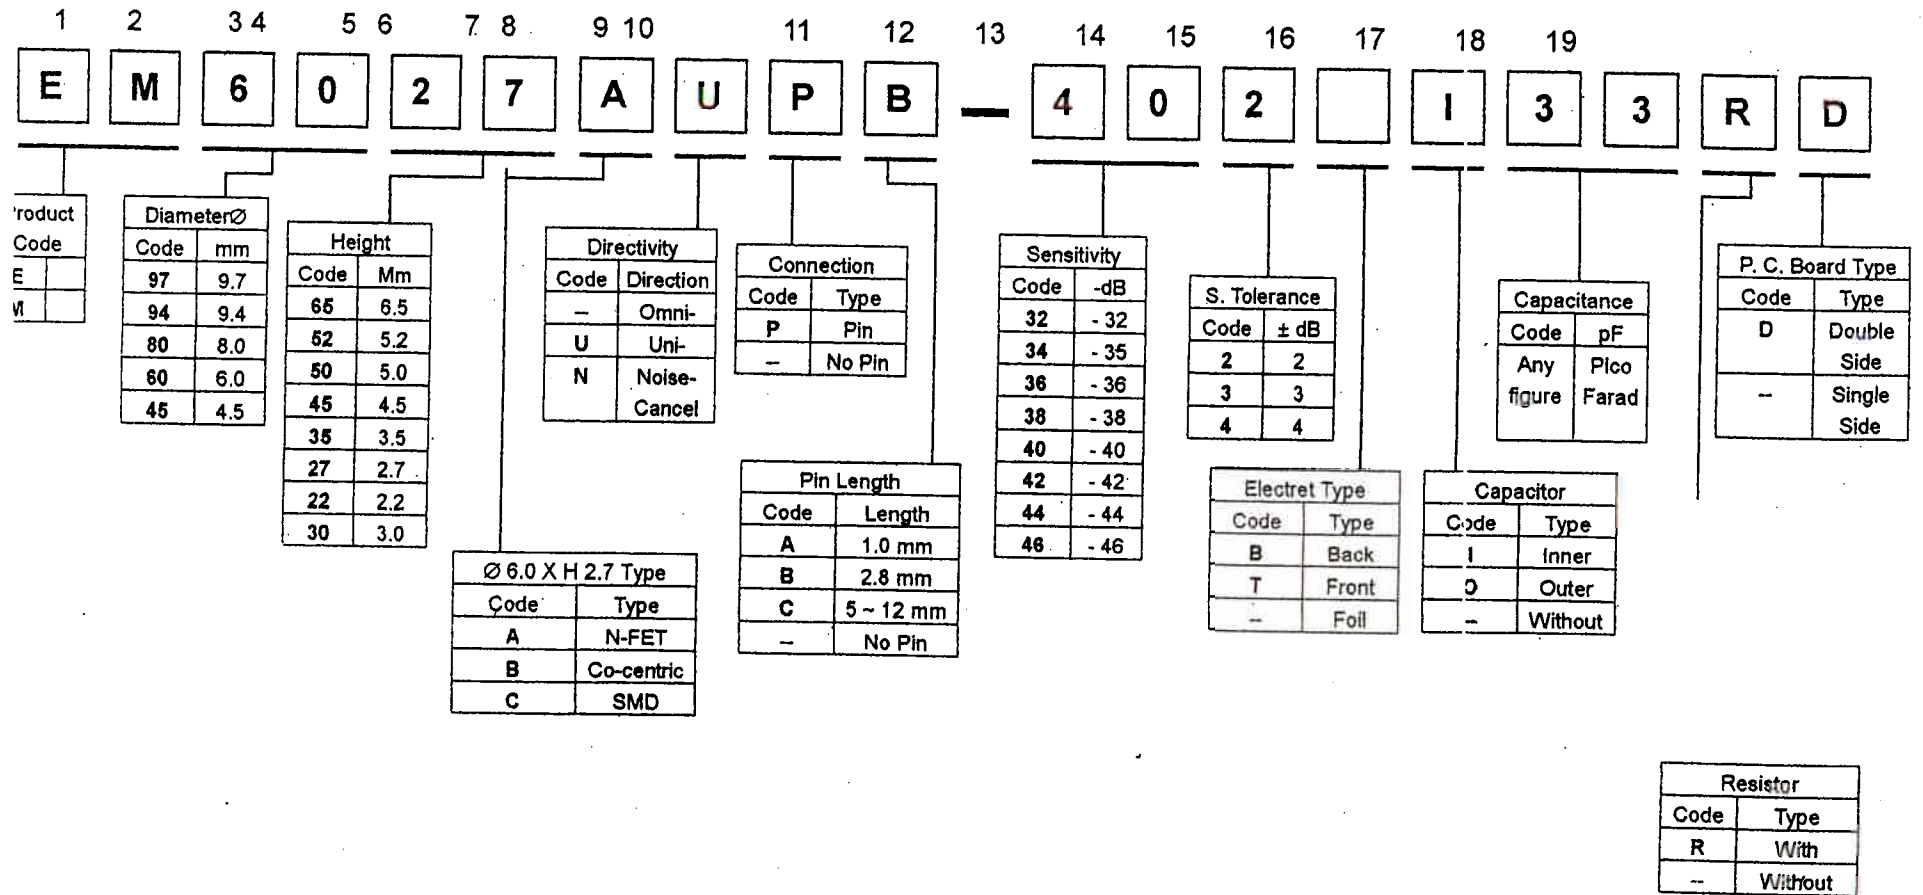 1 2 3 4 5 6 7 8 9 10 11 12 13 14 15 16 17 18 19
E M 6 0 2 7 A U P B – 4 0 2 I 3 3 R D
roduct
Code
E
M
DiameterØ
Code mm
97 9.7
94 9.4
80 8.0
60 6.0
45 4.5
Height
Code Mm
65 6.5
52 5.2
50 5.0
45 4.5
35 3.5
27 2.7
22 2.2
30 3.0
Ø 6.0 X H 2.7 Type
Code Type
A N-FET
B Co-centric
C SMD
Directivity
Code Direction
-- Omni-
U Uni-
N Noise-
Cancel
Connection
Code Type
P Pin
-- No Pin
Pin Length
Code Length
A 1.0 mm
B 2.8 mm
C 5 ~ 12 mm
-- No Pin
Sensitivity
Code -dB
32 - 32
34 - 35
36 - 36
38 - 38
40 - 40
42 - 42
44 - 44
46 - 46
S. Tolerance
Code ± dB
2 2
3 3
4 4
Electret Type
Code Type
B Back
T Front
-- Foil
Capacitor
Code Type
I Inner
O Outer
-- Without
Capacitance
Code pF
Any Pico
figure Farad
P. C. Board Type
Code Type
D Double
Side
-- Single
Side
Resistor
Code Type
R With
-- Without